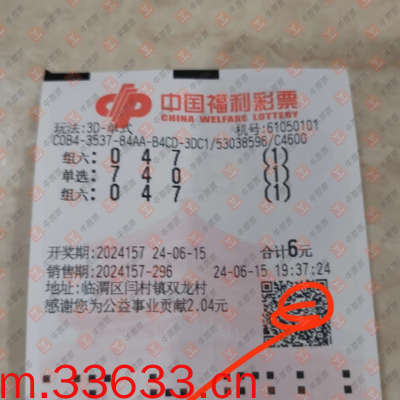 中国福利彩票
CHINA WELFARE LOTTERY
玩法:3D-单式 机号:61050101
C0B4-3537-84AA-B4CD-3DC1/53038596/C4600
组六: 0 4 7 (1)
单选: 7 4 0 (1)
组六: 0 4 7 (1)
开奖期:2024157 24-06-15 合计6元
销售期:2024157-296 24-06-15 19:37:24
地址:临渭区闫村镇双龙村
感谢您为公益事业贡献2.04元
m.33633.cn